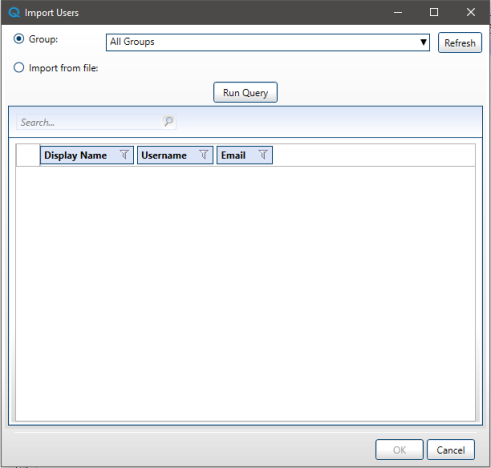 Import Users
Group: All Groups Refresh
Import from file:
Run Query
Search...
Display Name Username Email
OK Cancel